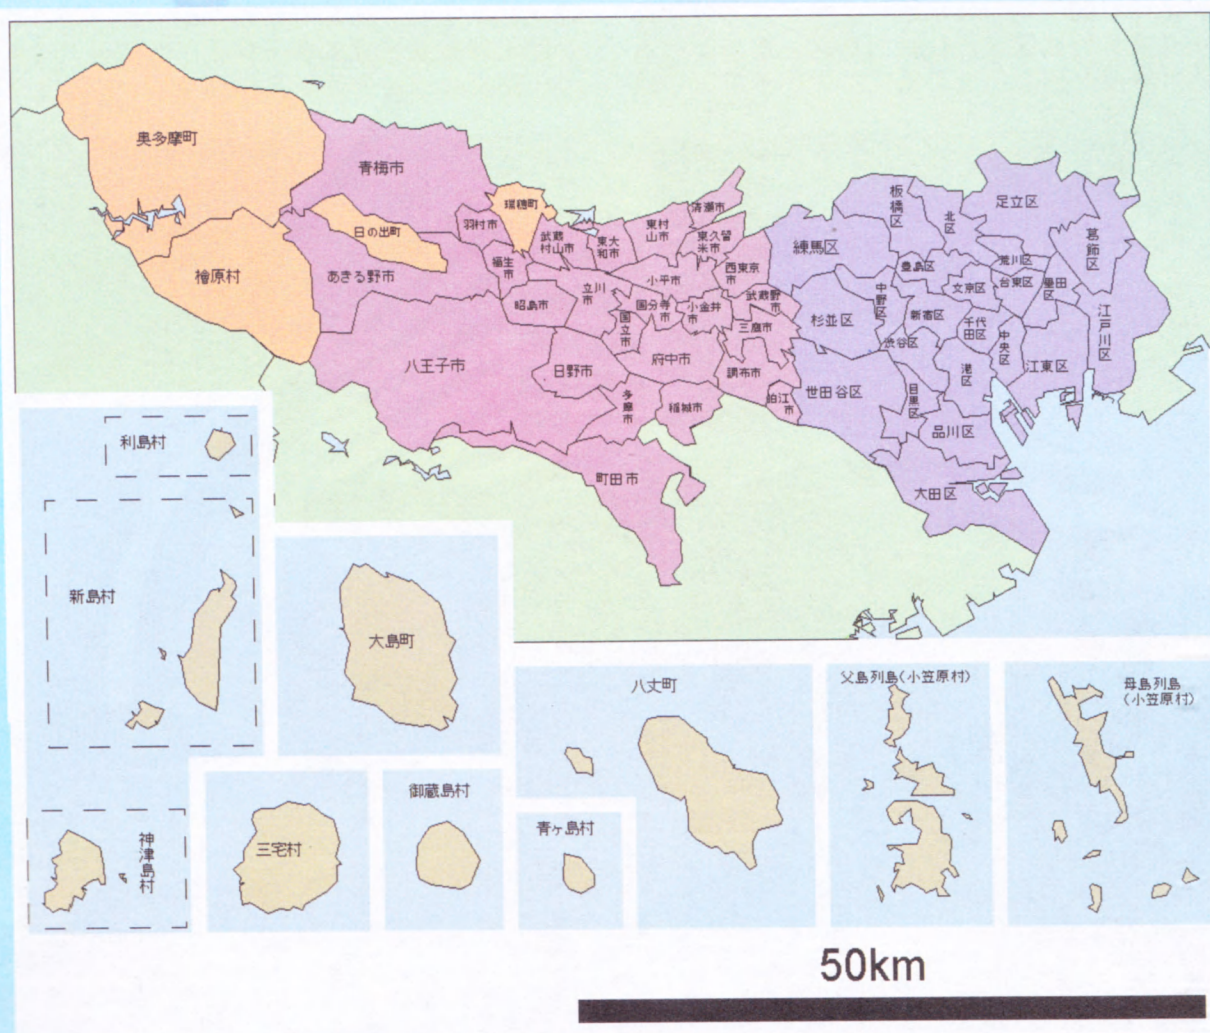 奥多摩町
青梅市
瑞穂町
日の出町
羽村市
檜原村
あきる野市
福生
市
武蔵
村山市
東大
和市
東村
山市
清瀬市
東久留
米市
西東京
市
昭島市
立川
市
小平市
国分寺
市
小金井
市
武蔵野
市
三鷹市
国立市
八王子市
日野市
府中市
調布市
狛江
市
多摩市
稲城市
町田市
板橋区
北区
足立区
葛飾区
練馬区
豊島区
荒川区
中野区
文京区
台東区
墨田
区
杉並区
新宿区
千代
田区
中央区
江戸川区
渋谷区
港区
江東区
世田谷区
目黒区
品川区
大田区
利島村
新島村
神津島村
大島町
三宅村
御蔵島村
青ヶ島村
八丈町
父島列島(小笠原村)
母島列島
(小笠原村)
50km